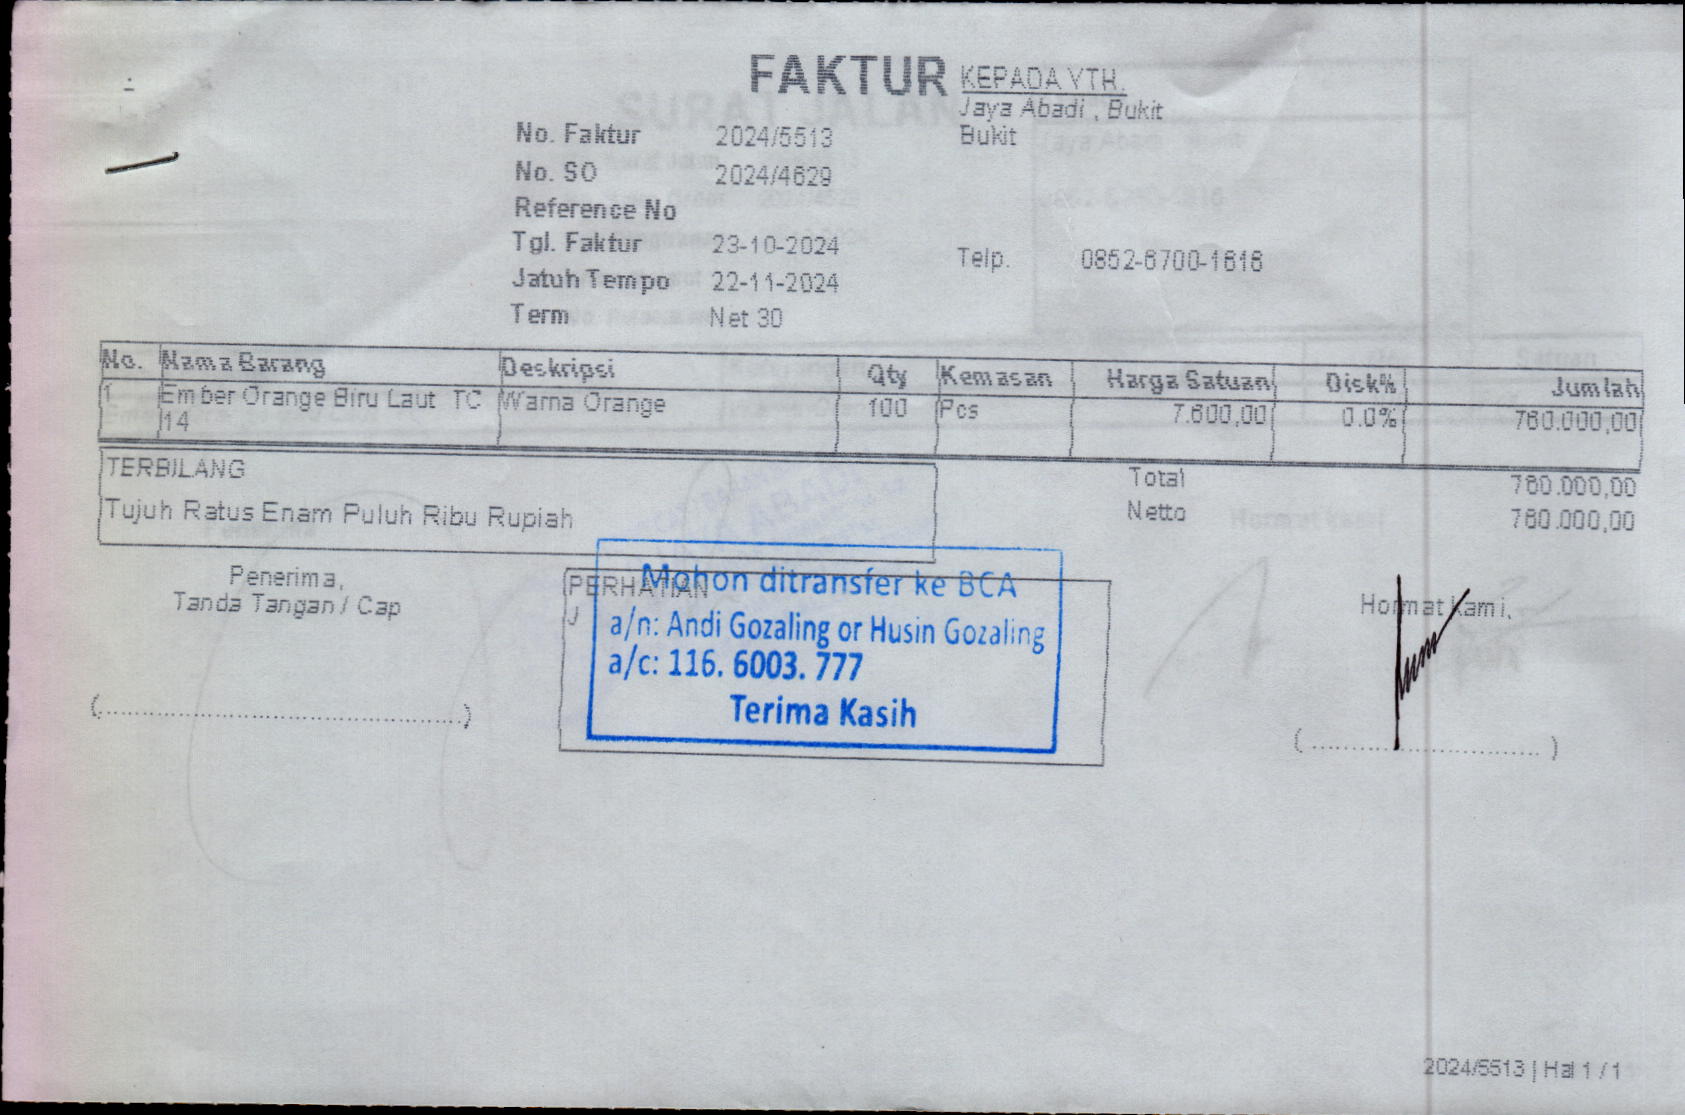 FAKTUR
KEPADA YTH.
Jaya Abadi , Bukit
Bukit
No. Faktur 2024/5513
No. SO 2024/4629
Reference No
Tgl. Faktur 23-10-2024
Telp. 0852-6700-1616
Jatuh Tempo 22-11-2024
Term Net 30
No. Nama Barang Deskripsi Qty Kemasan Harga Satuan Disk% Jumlah
1 Ember Orange Biru Laut TC 14 Warna Orange 100 Pcs 7.600,00 0.0% 760.000,00
TERBILANG
Tujuh Ratus Enam Puluh Ribu Rupiah
Total 760.000,00
Netto 760.000,00
Penerima,
Tanda Tangan / Cap
(....................................................)
PERHATIAN
Mohon ditransfer ke BCA
a/n: Andi Gozaling or Husin Gozaling
a/c: 116. 6003. 777
Terima Kasih
Hormat Kami,
(....................................)
2024/5513 | Hal 1 / 1